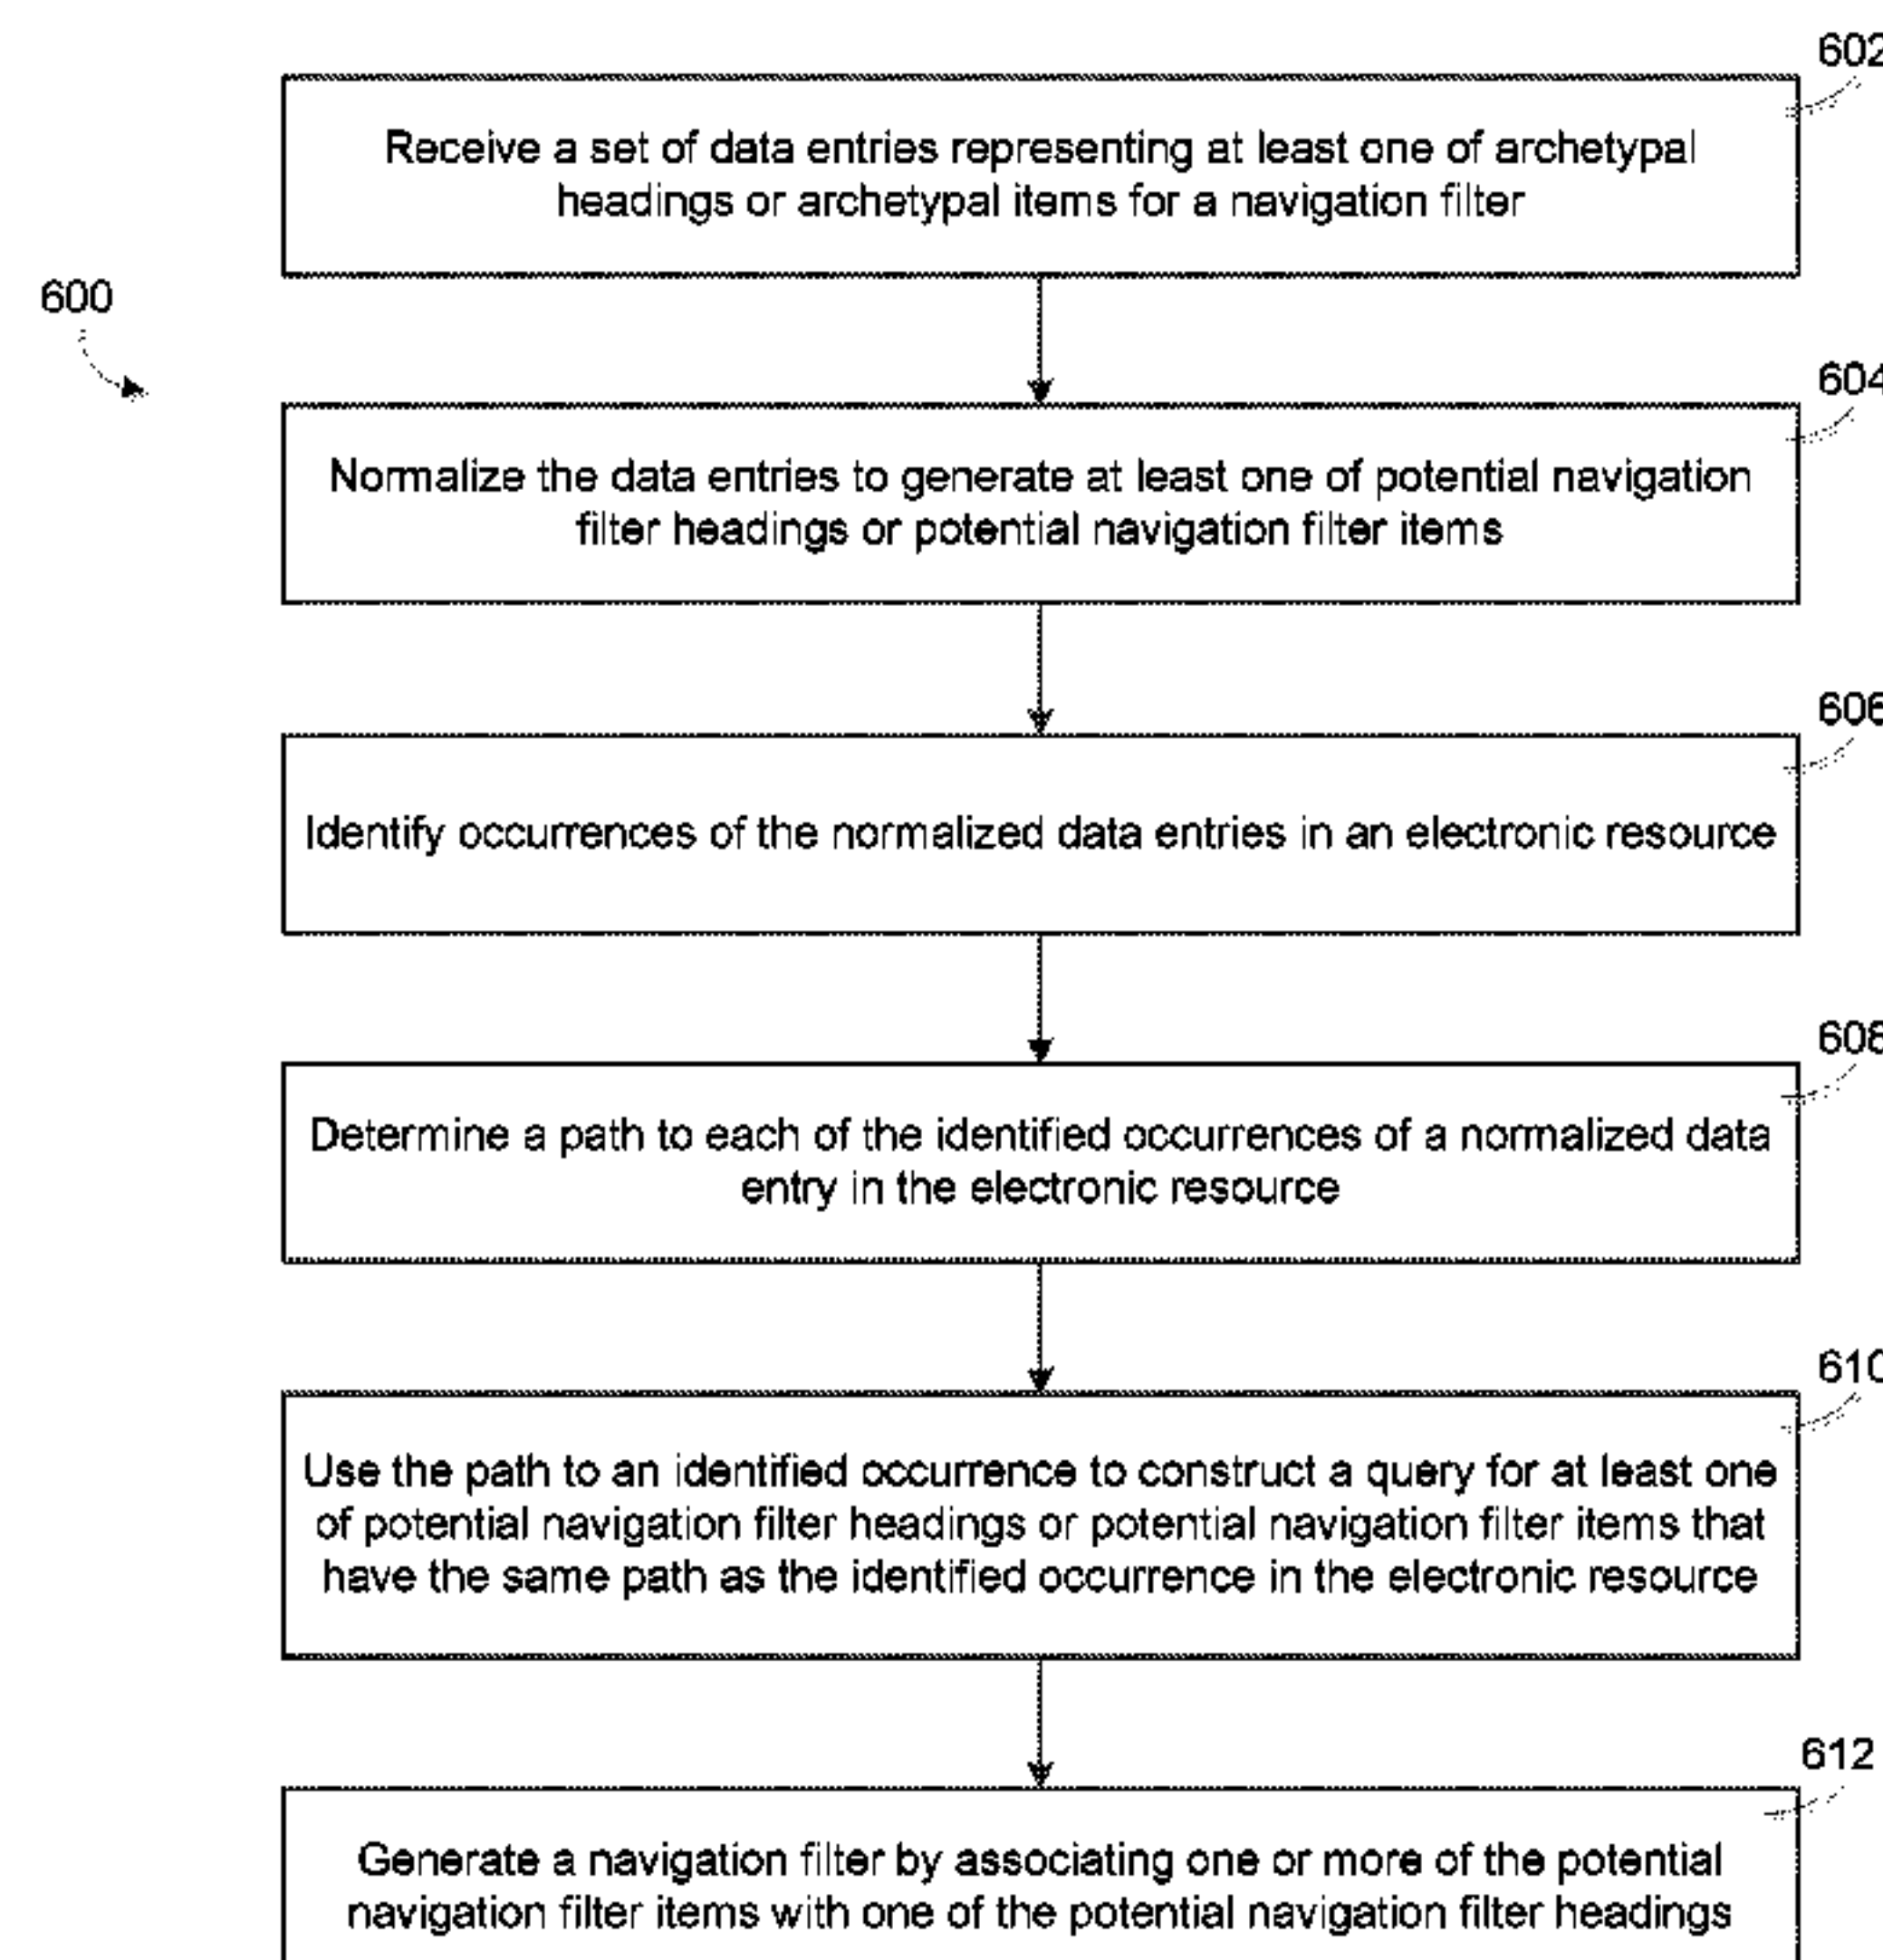 602
Receive a set of data entries representing at least one of archetypal
headings or archetypal items for a navigation filter
600
604
Normalize the data entries to generate at least one of potential navigation
filter headings or potential navigation filter items
606
Identify occurrences of the normalized data entries in an electronic resource
608
Determine a path to each of the identified occurrences of a normalized data
entry in the electronic resource
610
Use the path to an identified occurrence to construct a query for at least one
of potential navigation filter headings or potential navigation filter items that
have the same path as the identified occurrence in the electronic resource
612
Generate a navigation filter by associating one or more of the potential
navigation filter items with one of the potential navigation filter headings